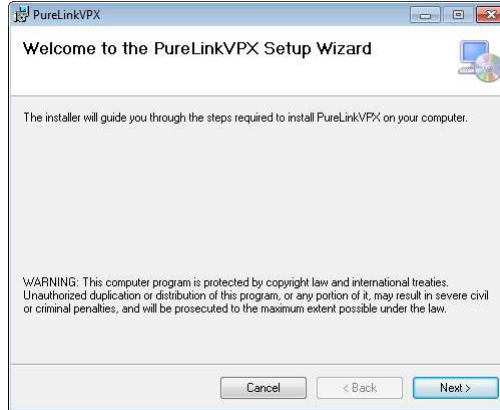 PureLinkVPX
Welcome to the PureLinkVPX Setup Wizard
The installer will guide you through the steps required to install PureLinkVPX on your computer.
WARNING: This computer program is protected by copyright law and international treaties.
Unauthorized duplication or distribution of this program, or any portion of it, may result in severe civil
or criminal penalties, and will be prosecuted to the maximum extent possible under the law.
Cancel
< Back
Next >